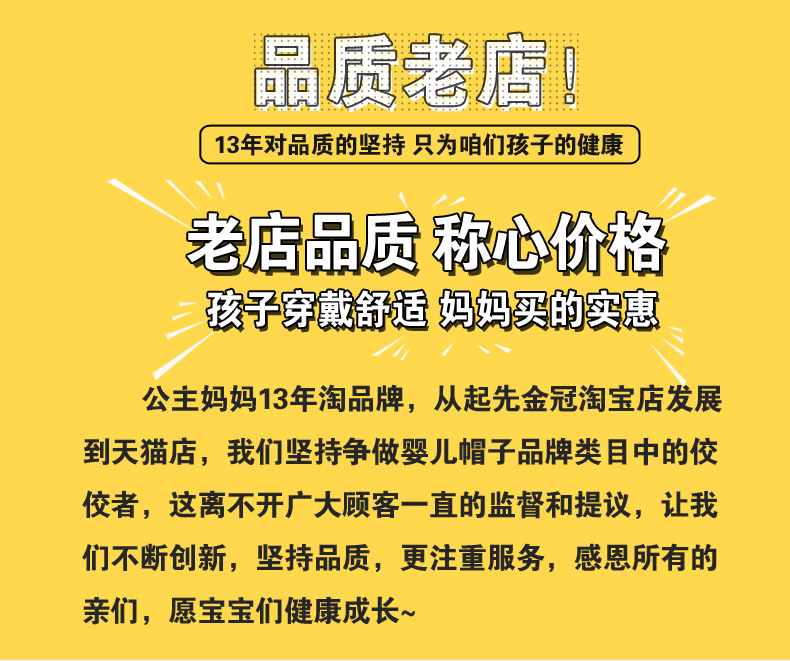 品质老店!
13年对品质的坚持 只为咱们孩子的健康
老店品质 称心价格
孩子穿戴舒适 妈妈买的实惠
公主妈妈13年淘品牌，从起先金冠淘宝店发展
到天猫店，我们坚持争做婴儿帽子品牌类目中的佼
佼者，这离不开广大顾客一直的监督和提议，让我
们不断创新，坚持品质，更注重服务，感恩所有的
亲们，愿宝宝们健康成长~